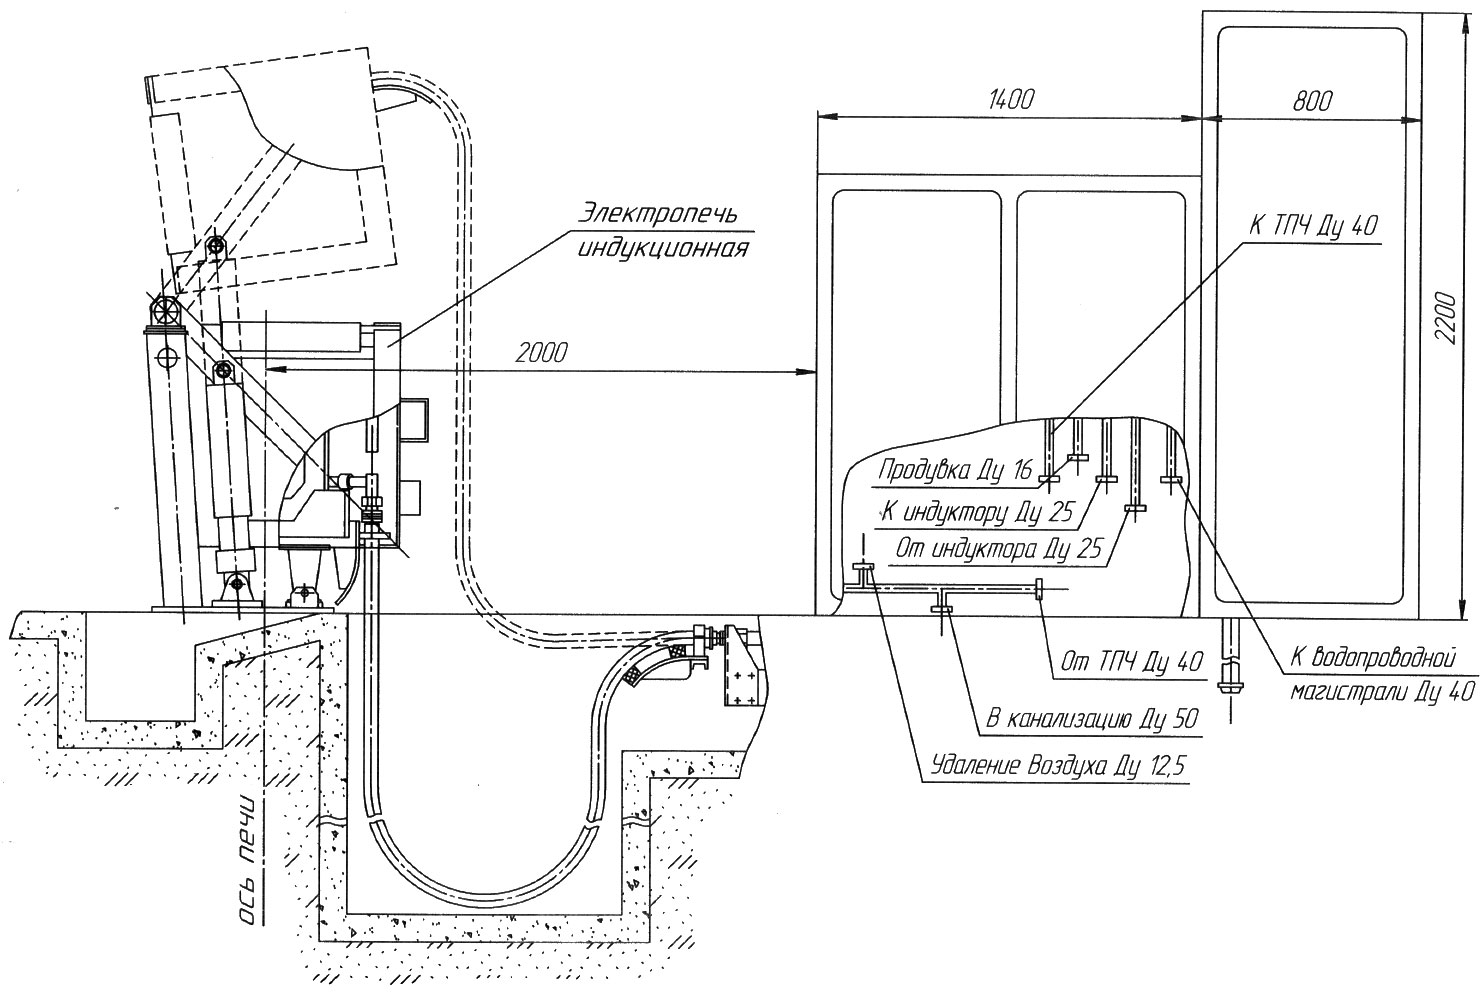 1400
800
Электропечь
индукционная
К ТПЧ Ду 40
2200
2000
Продувка Ду 16
К индуктору Ду 25
От индуктора Ду 25
От ТПЧ Ду 40
К водопроводной
магистрали Ду 40
В канализацию Ду 50
Удаление Воздуха Ду 12,5
ось печи